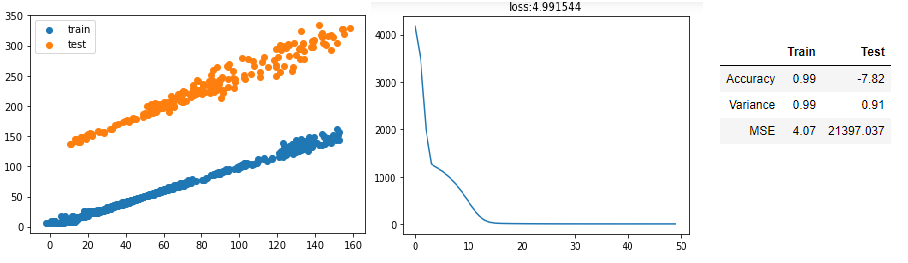 350
300
250
200
150
100
50
0
train
test
0 20 40 60 80 100 120 140 160
loss:4.991544
4000
3000
2000
1000
0
0 10 20 30 40 50
Train Test
Accuracy 0.99 -7.82
Variance 0.99 0.91
MSE 4.07 21397.037